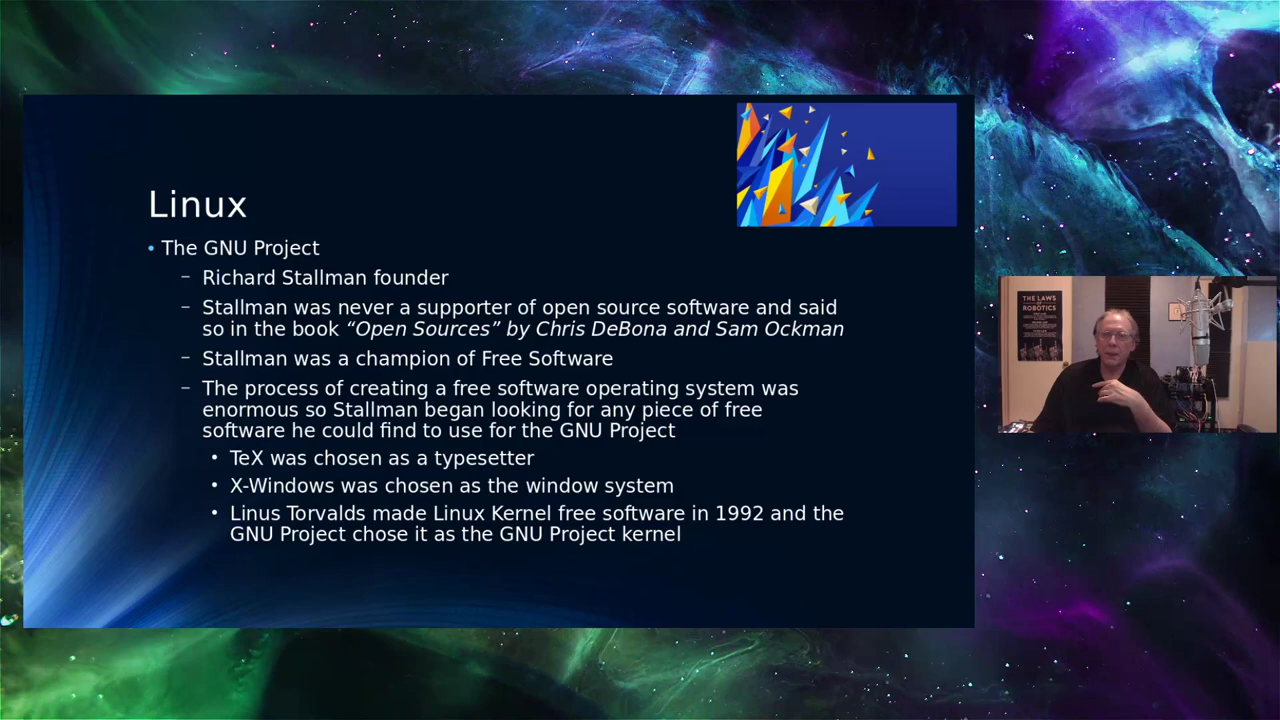 Linux
• The GNU Project
– Richard Stallman founder
– Stallman was never a supporter of open source software and said
so in the book “Open Sources” by Chris DeBona and Sam Ockman
– Stallman was a champion of Free Software
– The process of creating a free software operating system was
enormous so Stallman began looking for any piece of free
software he could find to use for the GNU Project
• TeX was chosen as a typesetter
• X-Windows was chosen as the window system
• Linus Torvalds made Linux Kernel free software in 1992 and the
GNU Project chose it as the GNU Project kernel
THE LAWS
OF
ROBOTICS